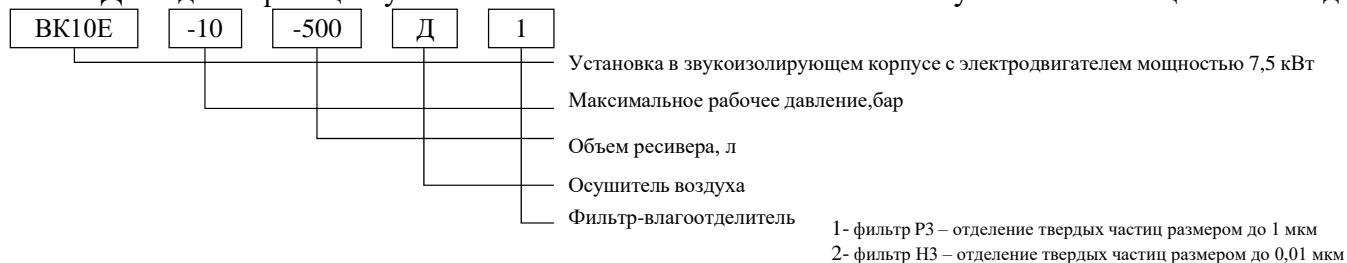 ВК10Е -10 -500 Д 1
Установка в звукоизолирующем корпусе с электродвигателем мощностью 7,5 кВт
Максимальное рабочее давление,бар
Объем ресивера, л
Осушитель воздуха
Фильтр-влагоотделитель
1- фильтр Р3 – отделение твердых частиц размером до 1 мкм
2- фильтр Н3 – отделение твердых частиц размером до 0,01 мкм